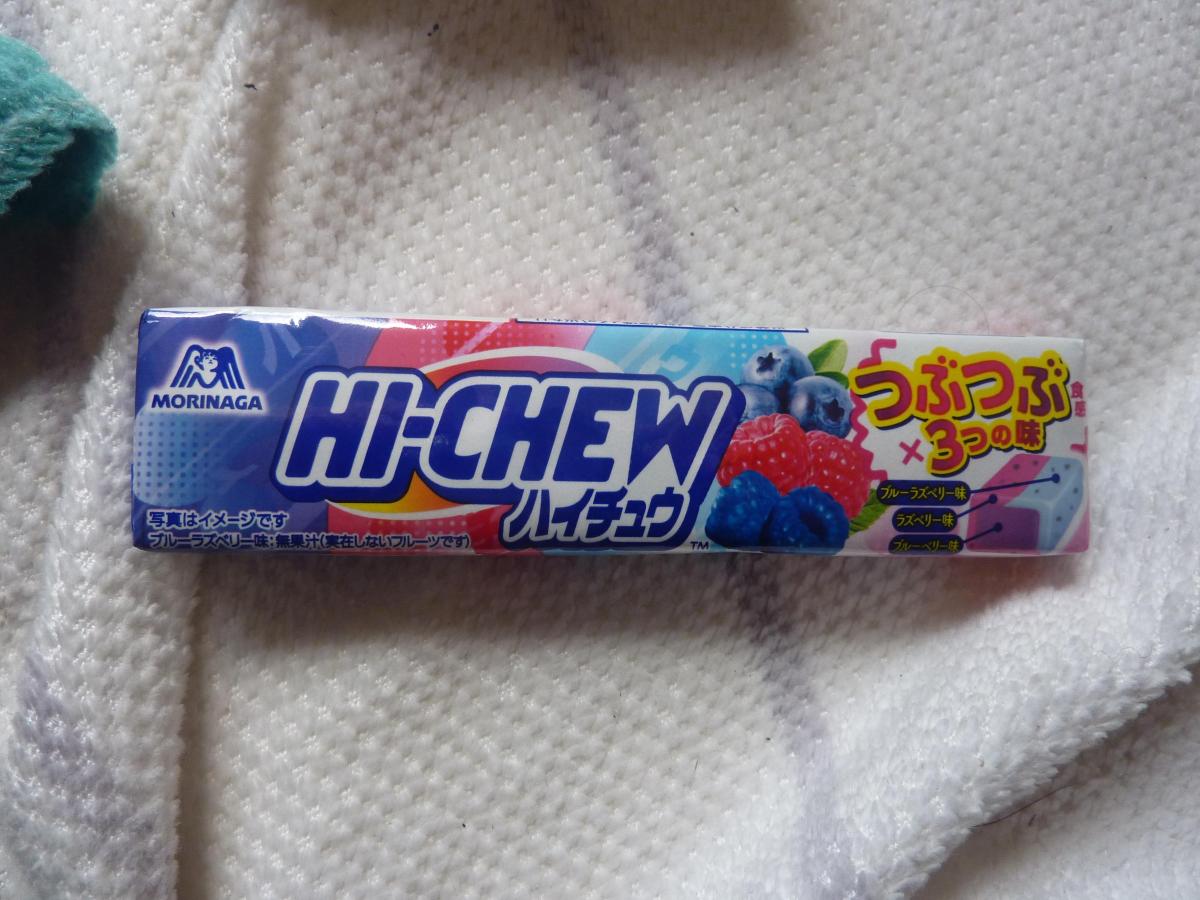 MORINAGA
HI-CHEW
ハイチュウ
TM
つぶつぶ
食感
×3つの味
ブルーラズベリー味
ラズベリー味
ブルーベリー味
写真はイメージです
ブルーラズベリー味:無果汁(実在しないフルーツです)